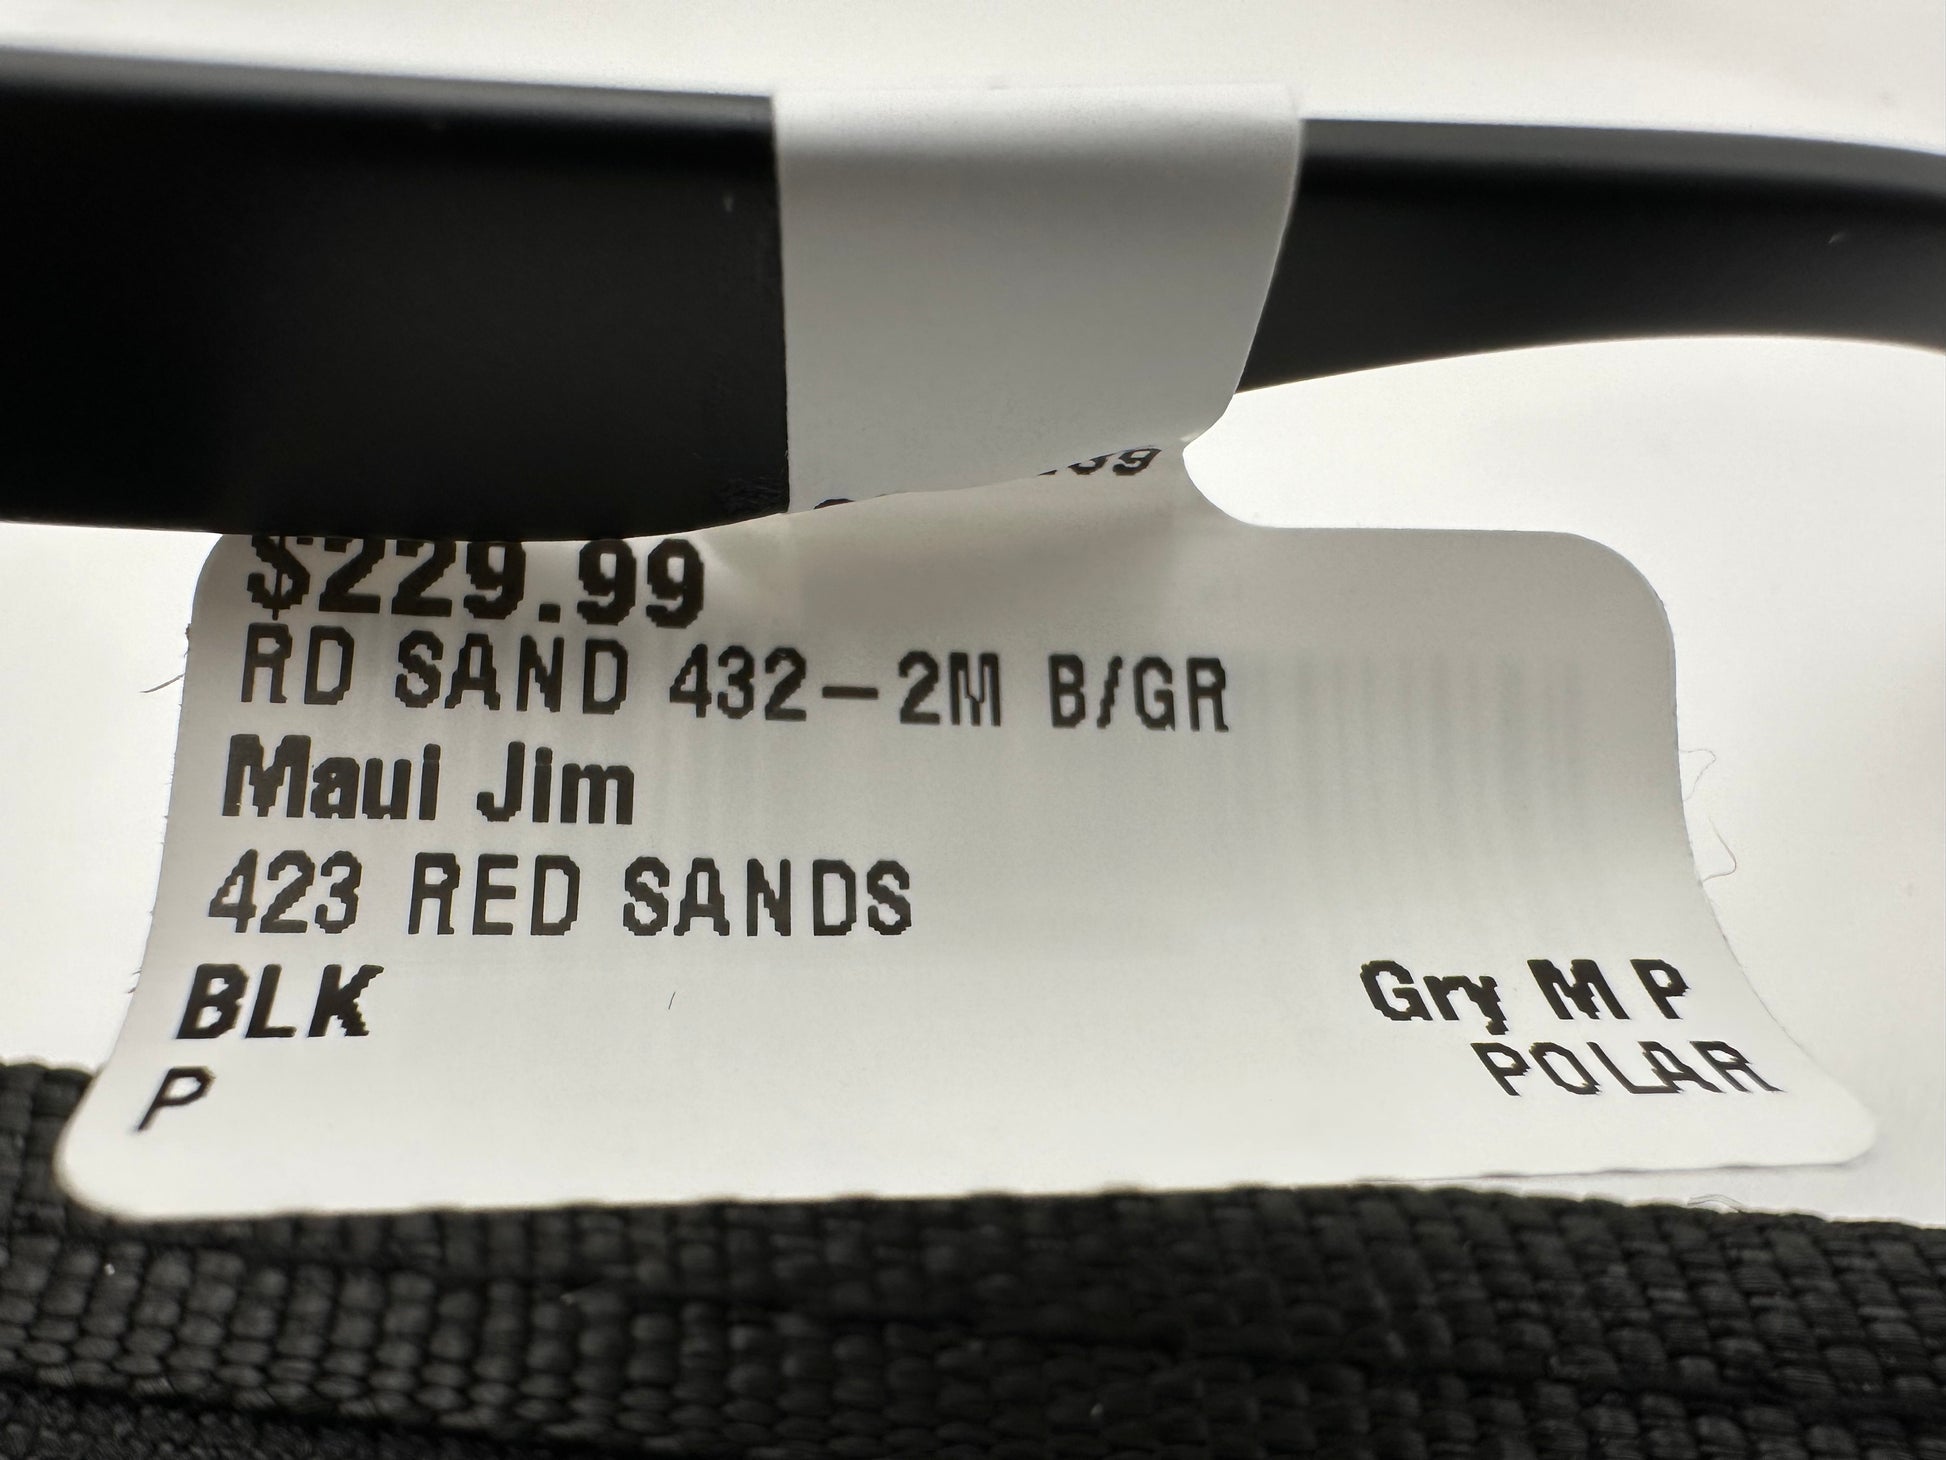 $229.99
RD SAND 432-2M B/GR
Maui Jim
423 RED SANDS
BLK
Gry M P
P
POLAR